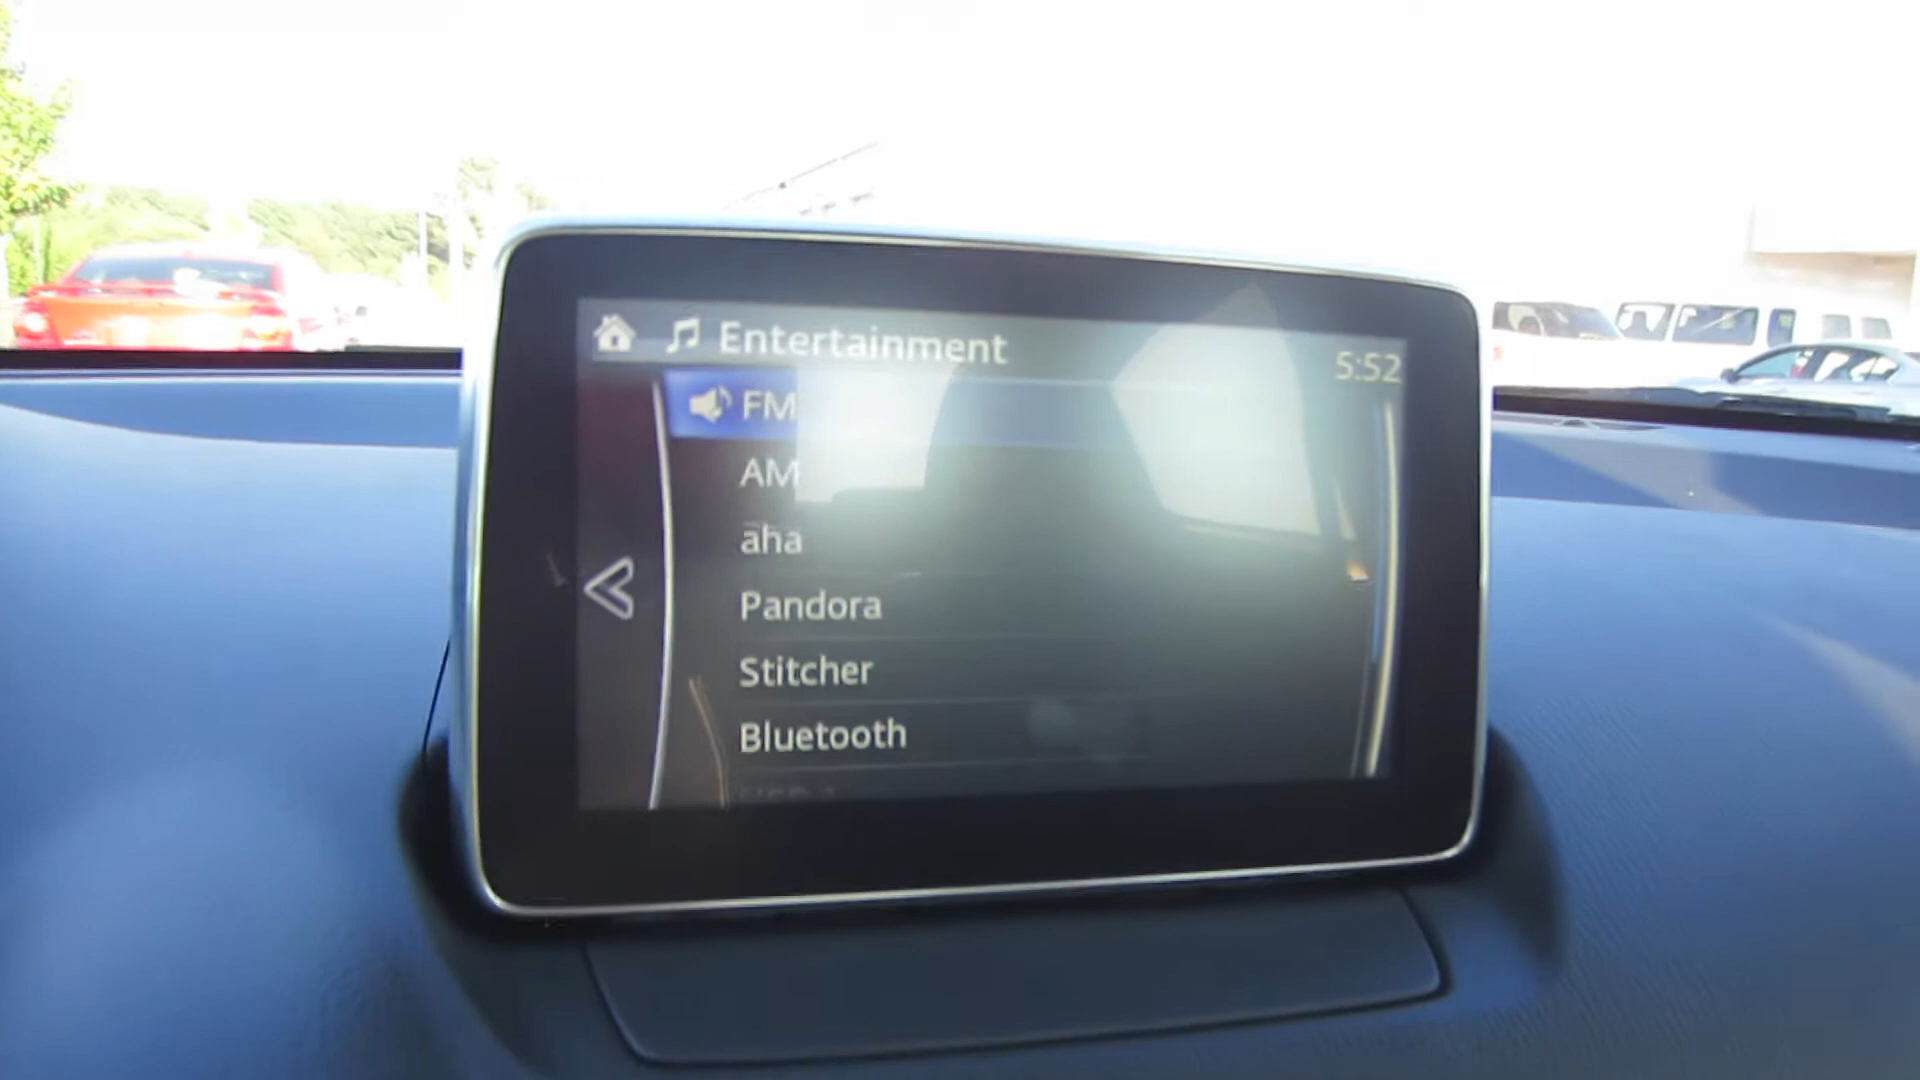 Entertainment
5:52
FM
AM
aha
Pandora
Stitcher
Bluetooth